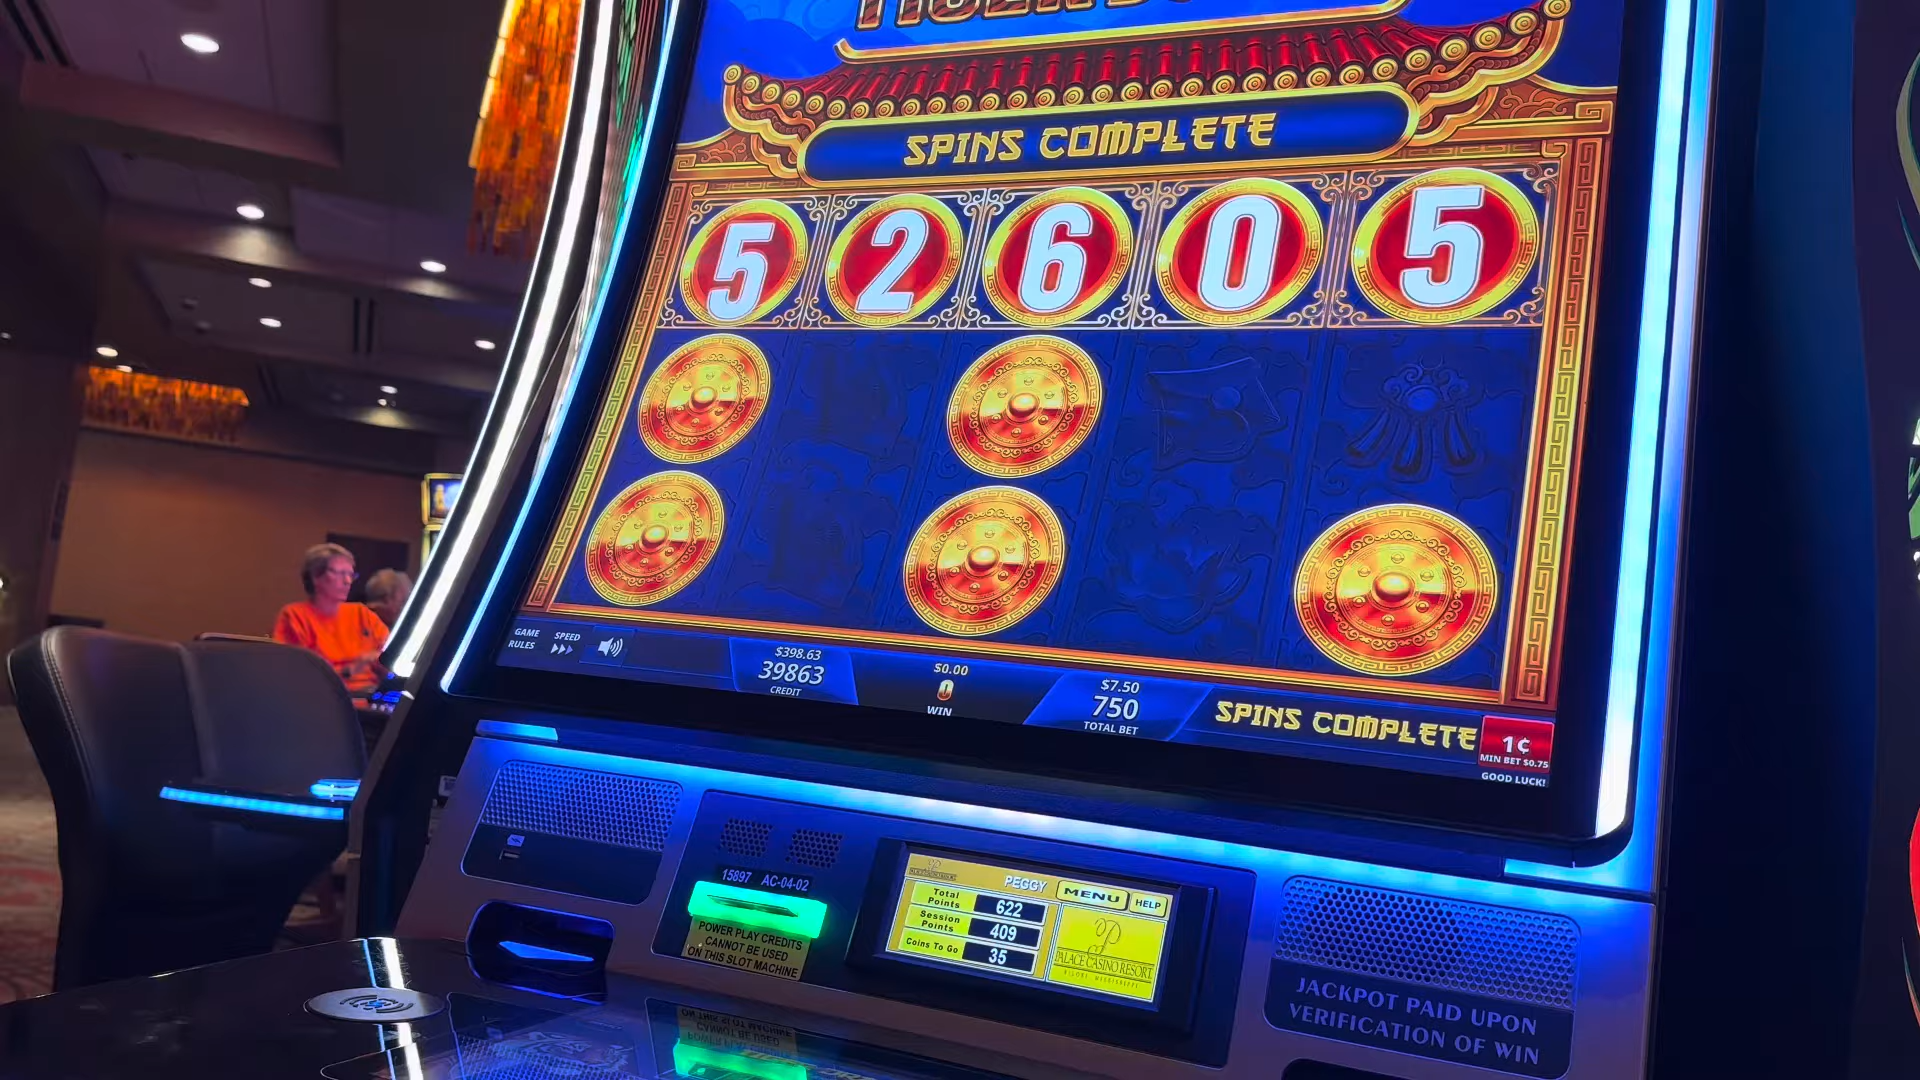 SPINS COMPLETE
5 2 6 0 5
GAME RULES
SPEED
$398.63
39863
CREDIT
$0.00
0
WIN
$7.50
750
TOTAL BET
SPINS COMPLETE
1¢
MIN BET $0.75
GOOD LUCK!
15897 AC-04-02
POWER PLAY CREDITS
CANNOT BE USED
ON THIS SLOT MACHINE
PEGGY
MENU
HELP
Total Points 622
Session Points 409
Coins To Go 35
PALACE CASINO RESORT
JACKPOT PAID UPON
VERIFICATION OF WIN